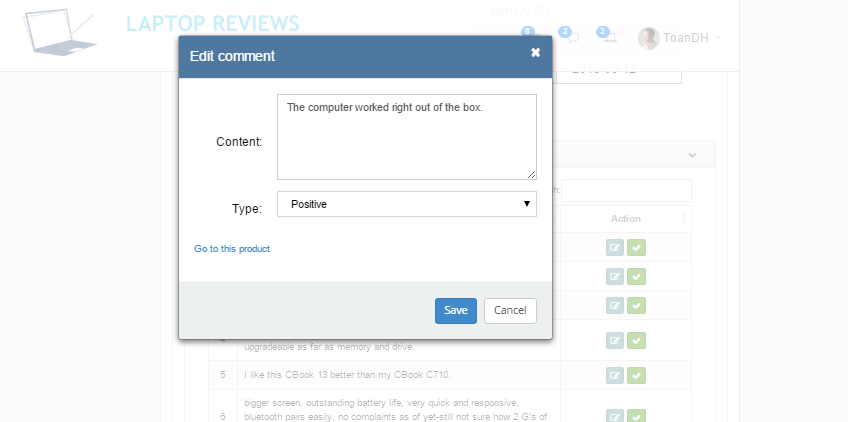 LAPTOP REVIEWS
battery life
8
2
3
ToanDH
Edit comment
2015-08-12
The computer worked right out of the box.
Content:
Type:
Positive
Go to this product
Action
Save
Cancel
upgradeable as far as memory and drive.
5 I like this CBook 13 better than my CBook C710.
bigger screen, outstanding battery life, very quick and responsive,
6 bluetooth pairs easily, no complaints as of yet-still not sure how 2 G's of